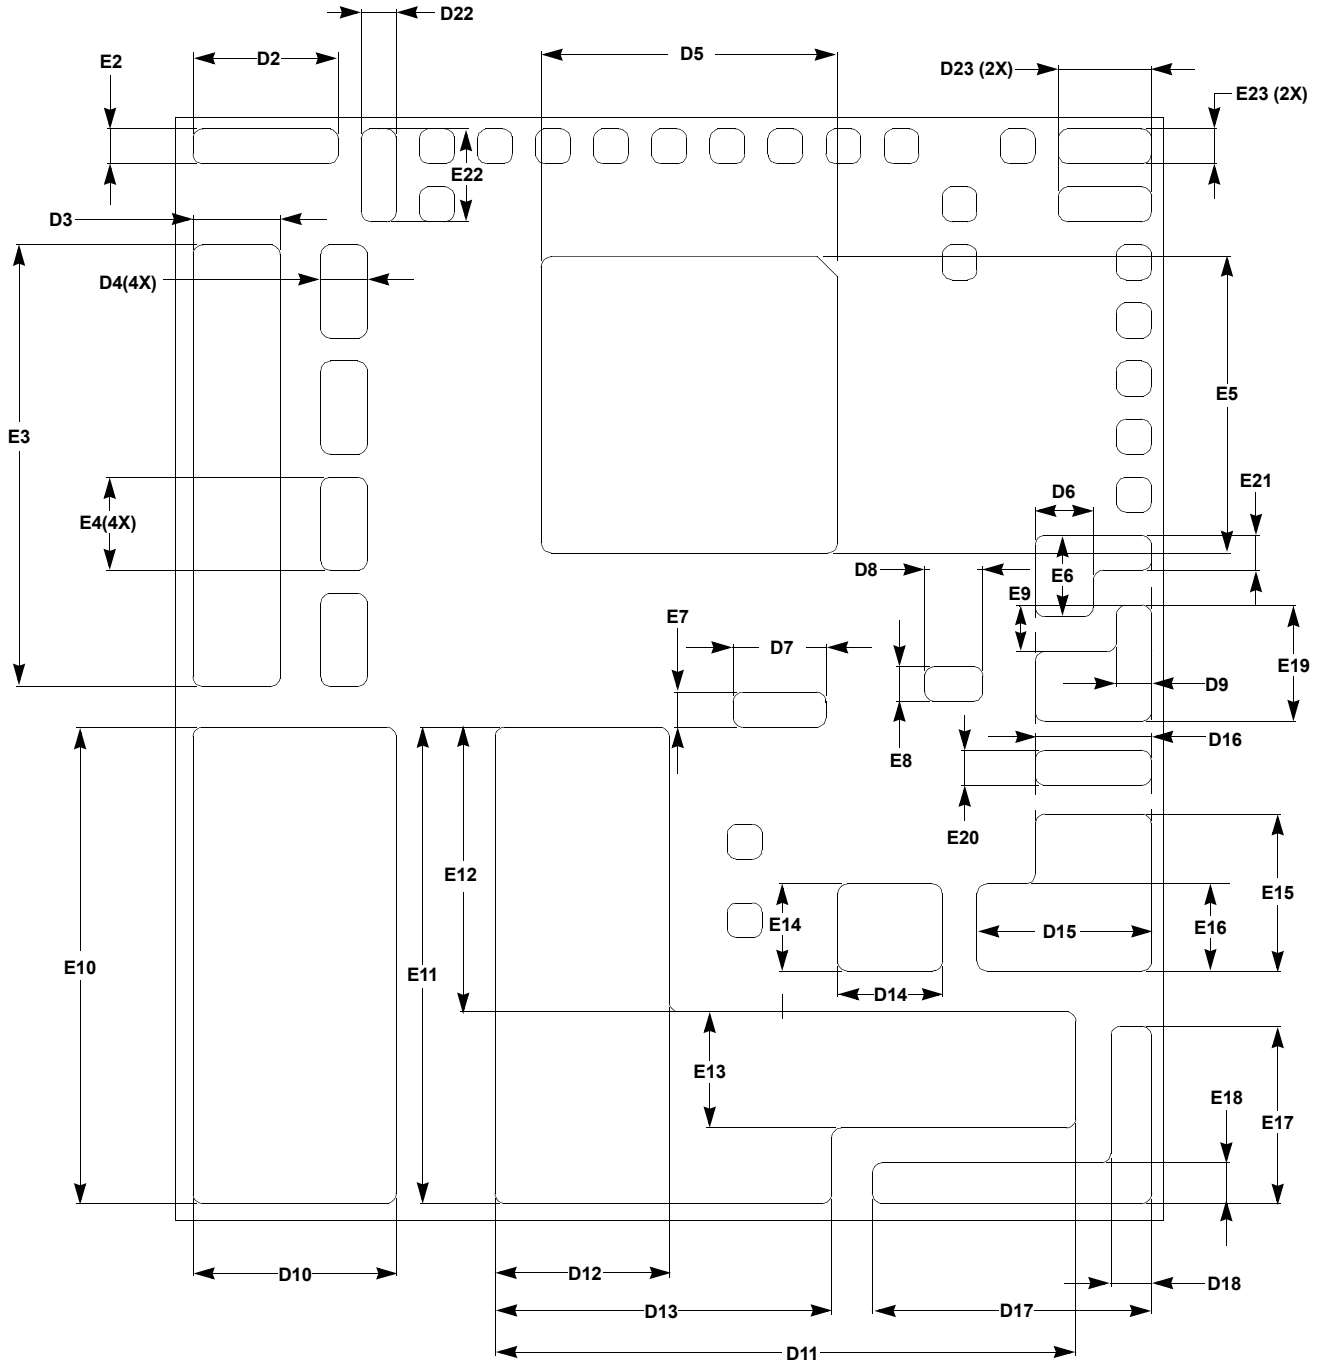 D22
D2
D5
E2
D23 (2X)
E23 (2X)
E22
D3
D4(4X)
E5
E3
E21
D6
E4(4X)
D8
E6
E9
E7
D7
E19
D9
D16
E8
E20
E12
E15
E14
E16
D15
E10
E11
D14
E13
E18
E17
D10
D12
D18
D13
D17
D11